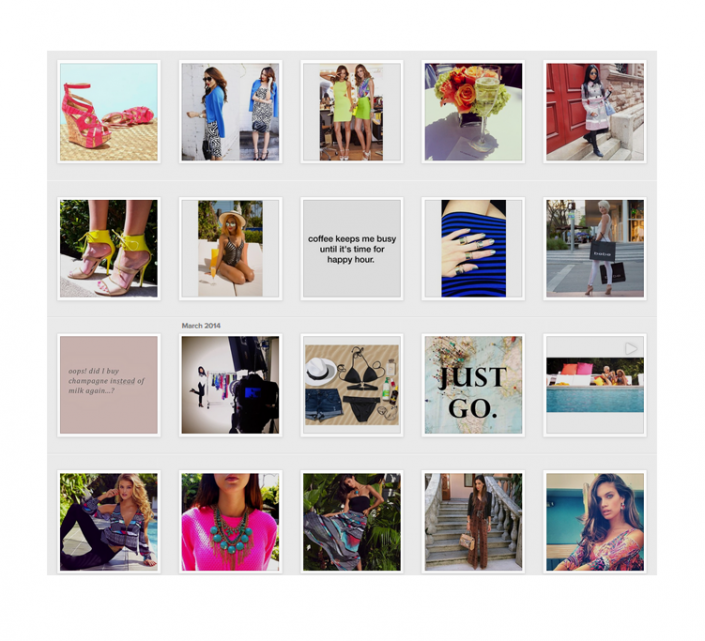 coffee keeps me busy
until it's time for
happy hour.
March 2014
oops! did I buy
champagne instead of
milk again...?
JUST
GO.